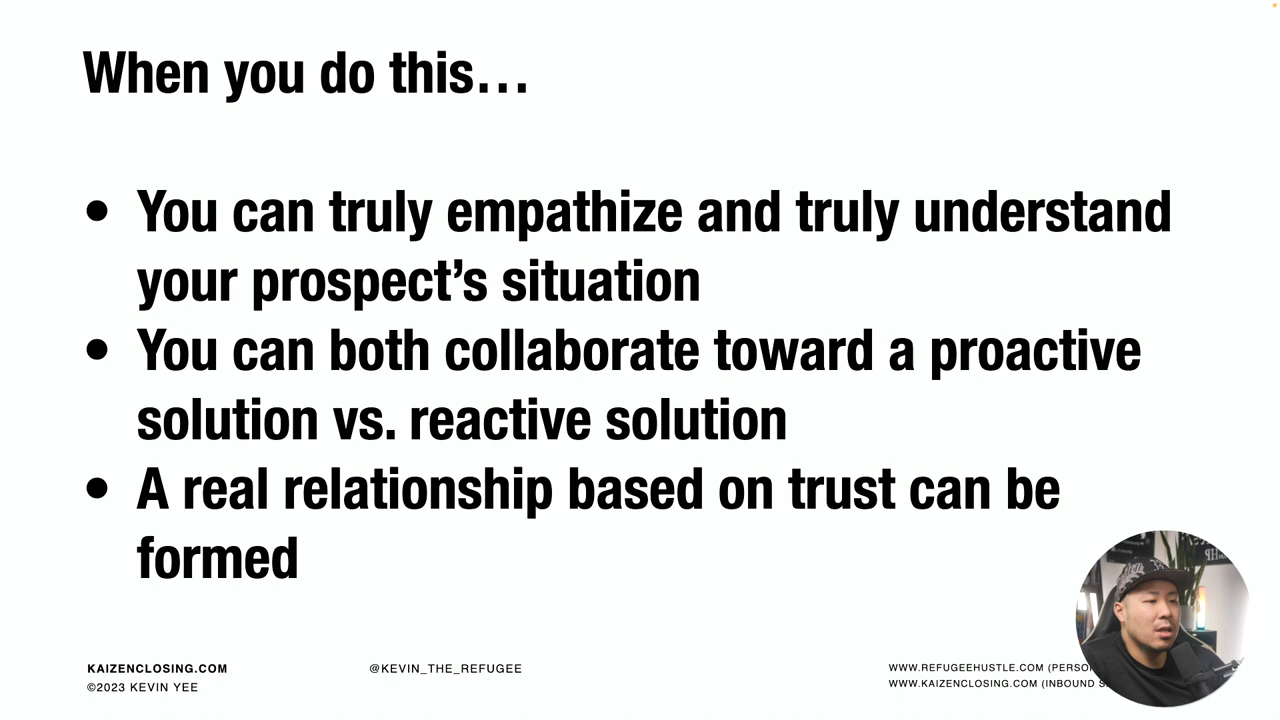 When you do this…
• You can truly empathize and truly understand
your prospect’s situation
• You can both collaborate toward a proactive
solution vs. reactive solution
• A real relationship based on trust can be
formed
KAIZENCLOSING.COM
©2023 KEVIN YEE
@KEVIN_THE_REFUGEE
WWW.REFUGEEHUSTLE.COM
WWW.KAIZENCLOSING.COM (INBOUND